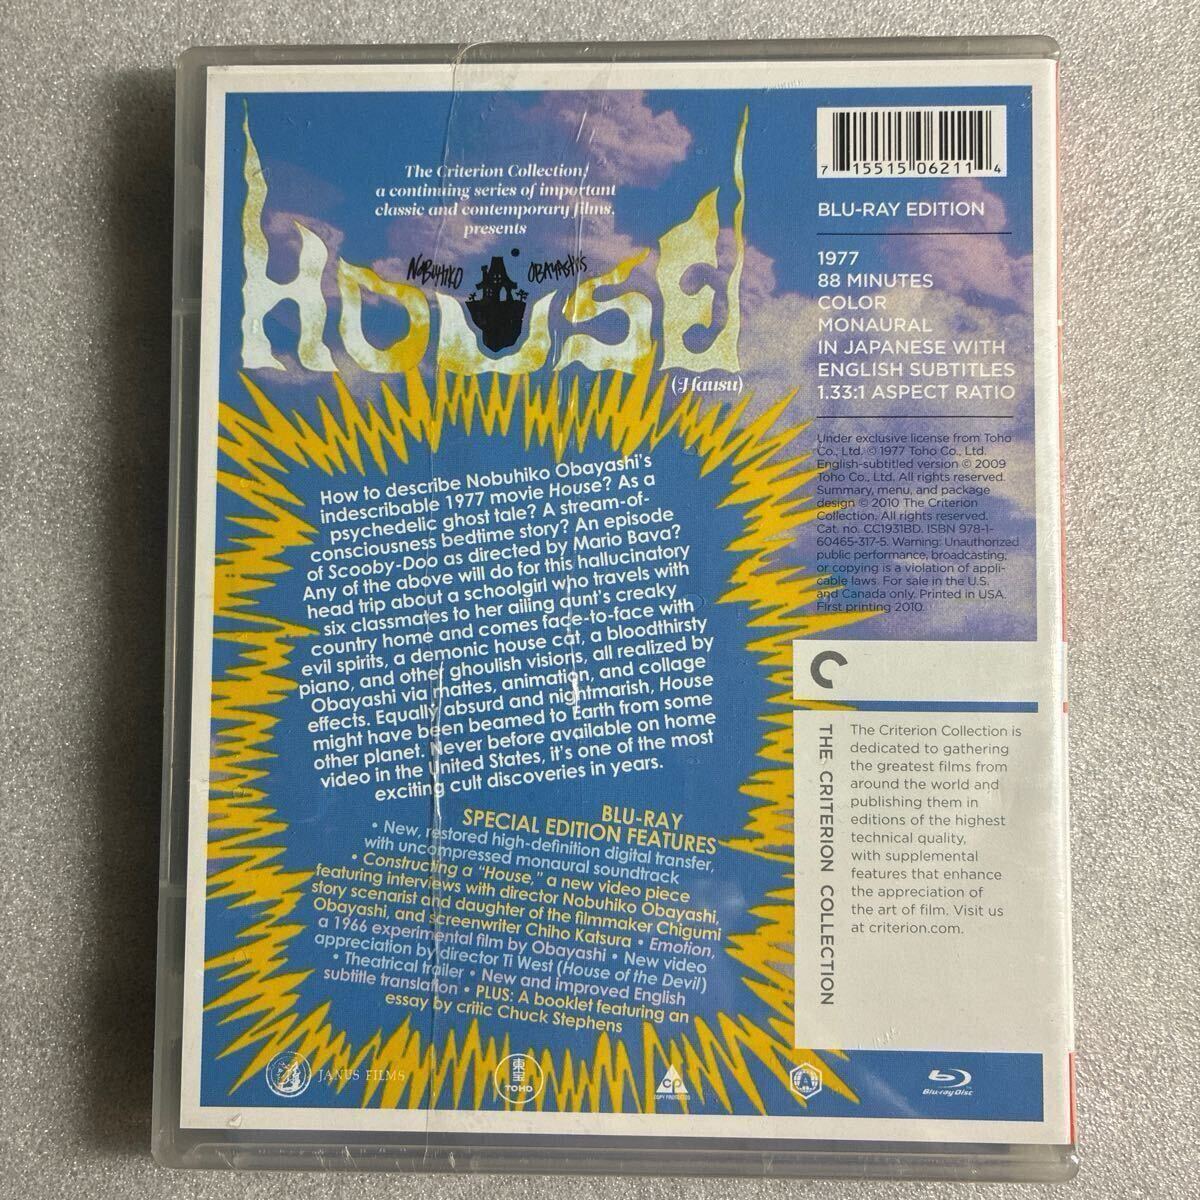 The Criterion Collection,
a continuing series of important
classic and contemporary films,
presents
NOBUHIKO OBAYASHI'S
HOUSE
(Hausu)
How to describe Nobuhiko Obayashi's
indescribable 1977 movie House? As a
psychedelic ghost tale? A stream-of-
consciousness bedtime story? An episode
of Scooby-Doo as directed by Mario Bava?
Any of the above will do for this hallucinatory
head trip about a schoolgirl who travels with
six classmates to her ailing aunt's creaky
country home and comes face-to-face with
evil spirits, a demonic house cat, a bloodthirsty
piano, and other ghoulish visions, all realized by
Obayashi via mattes, animation, and collage
effects. Equally absurd and nightmarish, House
might have been beamed to Earth from some
other planet. Never before available on home
video in the United States, it's one of the most
exciting cult discoveries in years.
BLU-RAY
SPECIAL EDITION FEATURES
• New, restored high-definition digital transfer,
with uncompressed monaural soundtrack
• Constructing a "House," a new video piece
featuring interviews with director Nobuhiko Obayashi,
story scenarist and daughter of the filmmaker Chigumi
Obayashi, and screenwriter Chiho Katsura • Emotion,
a 1966 experimental film by Obayashi • New video
appreciation by director Ti West (House of the Devil)
• Theatrical trailer • New and improved English
subtitle translation • PLUS: A booklet featuring an
essay by critic Chuck Stephens
JANUS FILMS
東宝
TOHO
CP
COPY PROTECTED
A
Blu-ray Disc
7 15515 06211 4
BLU-RAY EDITION
1977
88 MINUTES
COLOR
MONAURAL
IN JAPANESE WITH
ENGLISH SUBTITLES
1.33:1 ASPECT RATIO
Under exclusive license from Toho
Co., Ltd. © 1977 Toho Co., Ltd.
English-subtitled version © 2009
Toho Co., Ltd. All rights reserved.
Summary, menu, and package
design © 2010 The Criterion
Collection. All rights reserved.
Cat. no. CC1931BD. ISBN 978-1-
60465-317-5. Warning: Unauthorized
public performance, broadcasting,
or copying is a violation of appli-
cable laws. For sale in the U.S.
and Canada only. Printed in USA.
First printing 2010.
THE CRITERION COLLECTION
The Criterion Collection is
dedicated to gathering
the greatest films from
around the world and
publishing them in
editions of the highest
technical quality,
with supplemental
features that enhance
the appreciation of
the art of film. Visit us
at criterion.com.